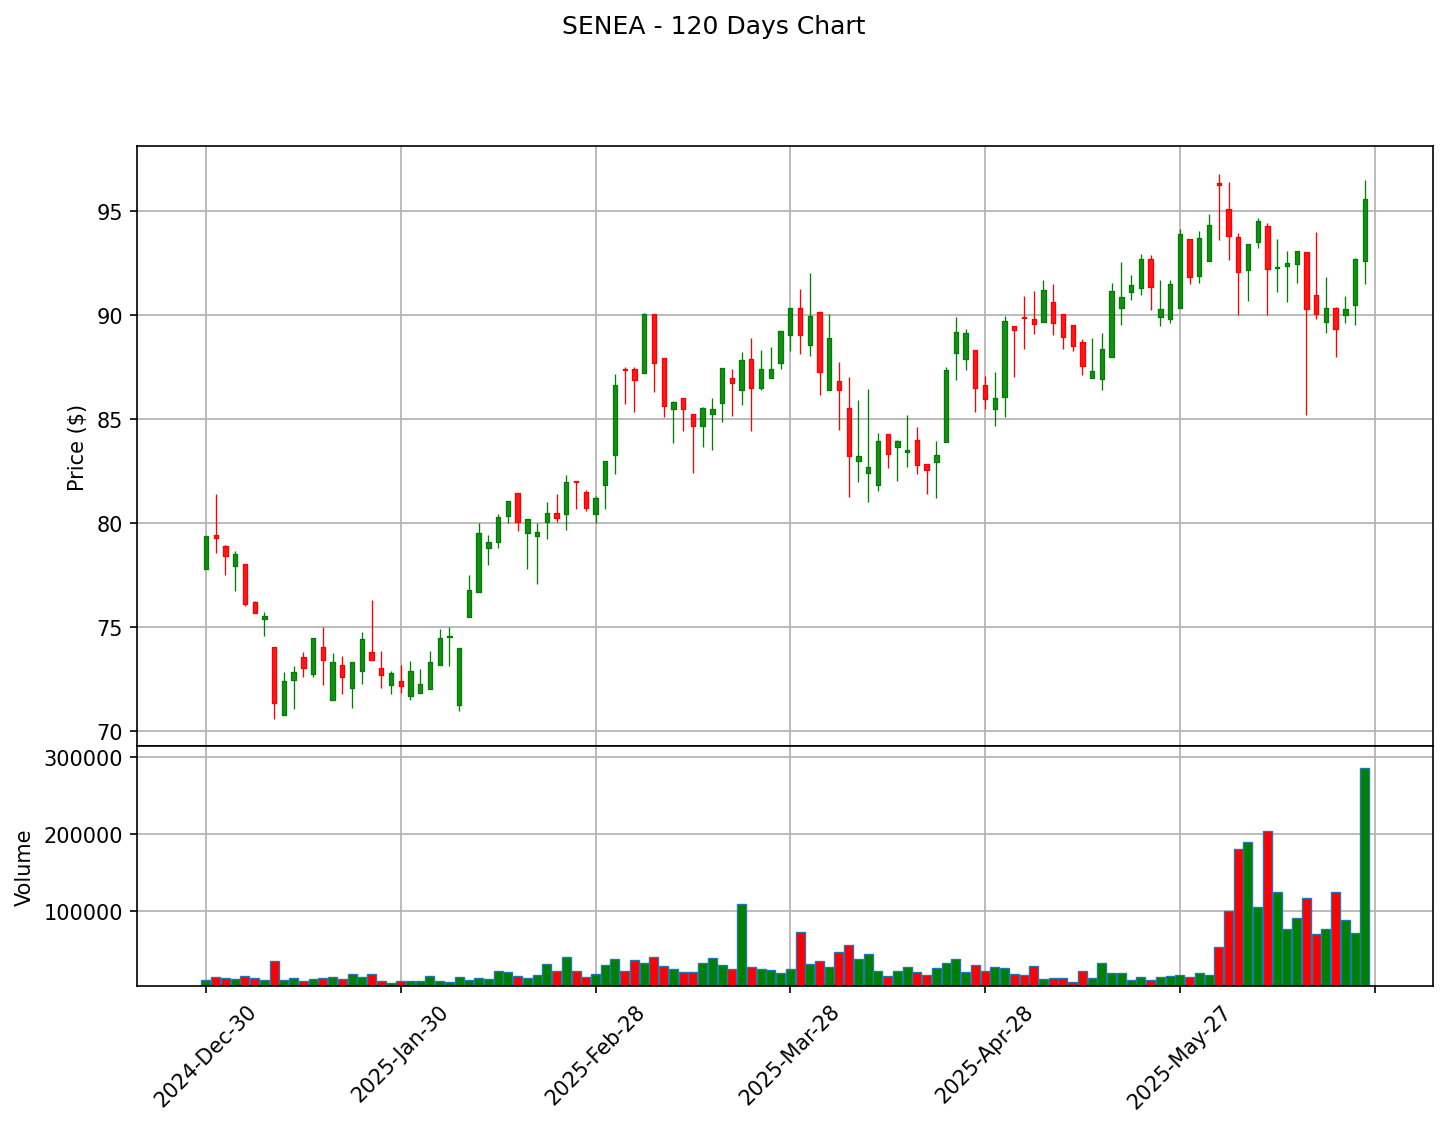 SENEA - 120 Days Chart
Price ($)
95
90
85
80
75
70
Volume
300000
200000
100000
2024-Dec-30
2025-Jan-30
2025-Feb-28
2025-Mar-28
2025-Apr-28
2025-May-27